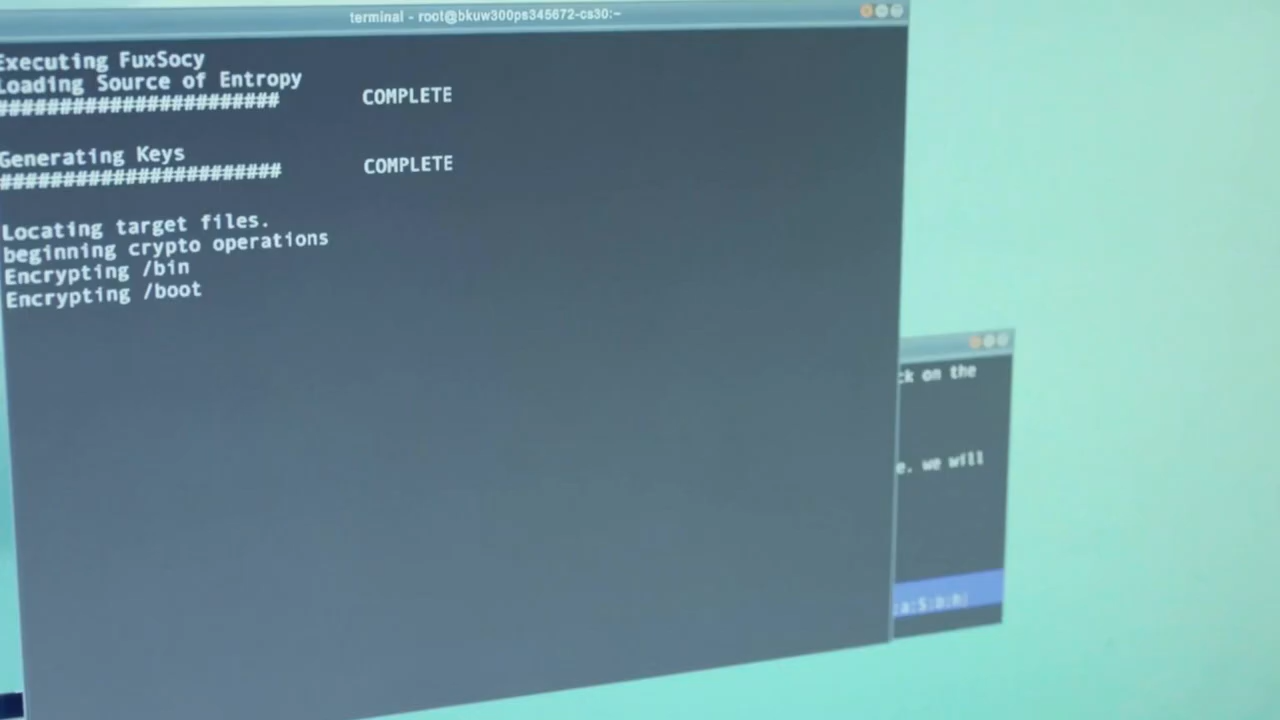 terminal - root@bkuw300ps345672-cs30:~
Executing FuxSocy
Loading Source of Entropy
####################### COMPLETE
Generating Keys
####################### COMPLETE
Locating target files.
beginning crypto operations
Encrypting /bin
Encrypting /boot
ck on the
e. we will